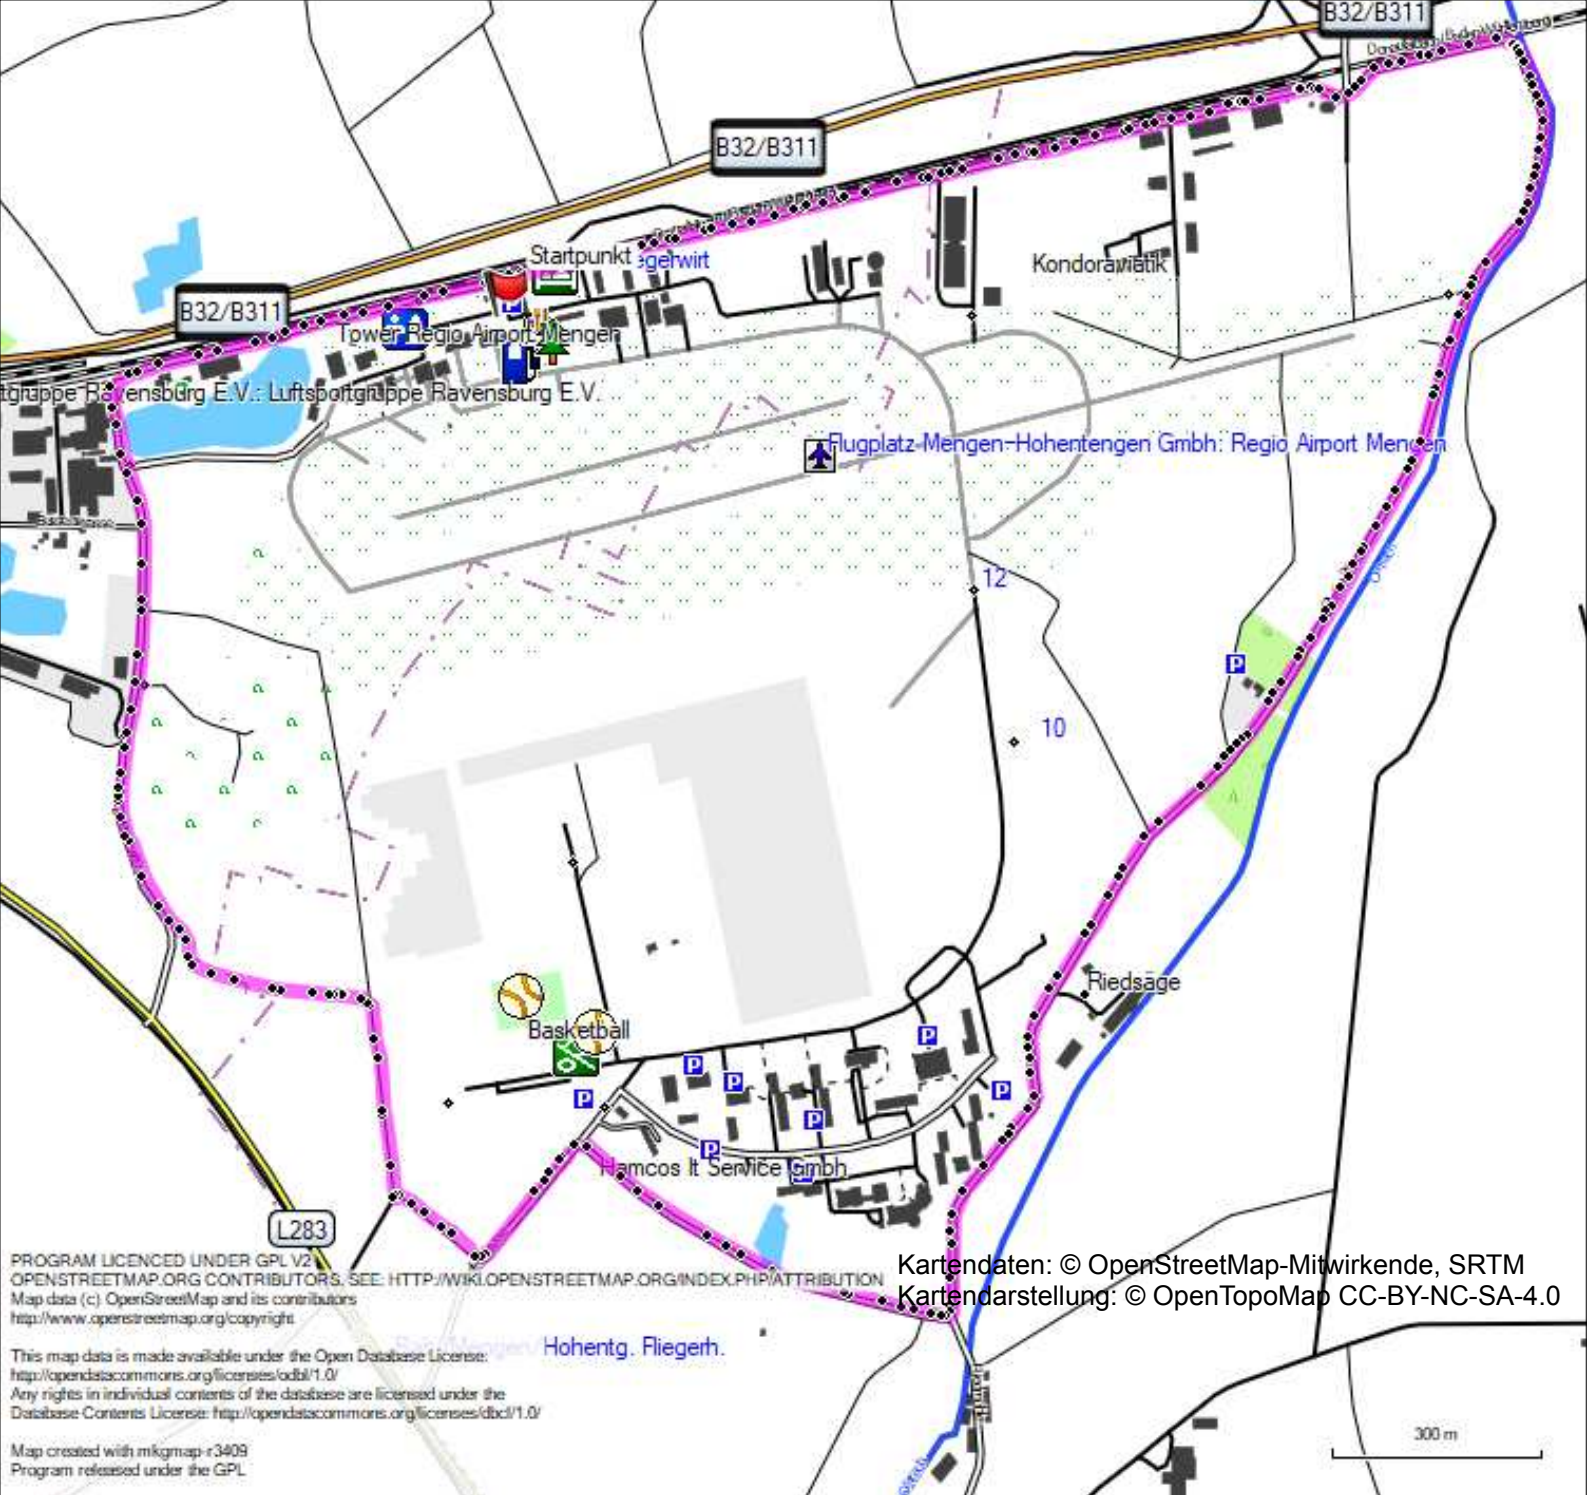 B32/B311
B32/B311
Startpunkt
egerwirt
Kondoraviatik
B32/B311
Tower Regio Airport Mengen
tgruppe Ravensburg E.V.: Luftsportgruppe Ravensburg E.V.
Flugplatz Mengen-Hohentengen Gmbh: Regio Airport Mengen
12
P
10
Riedsäge
Basketball
P
P
P
P
P
P
P
Hamcos It Service Gmbh
L283
PROGRAM LICENCED UNDER GPL V2
OPENSTREETMAP.ORG CONTRIBUTORS. SEE: HTTP://WIKI.OPENSTREETMAP.ORG/INDEX.PHP/ATTRIBUTION
Map data (c) OpenStreetMap and its contributors
http://www.openstreetmap.org/copyright
Kartendaten: © OpenStreetMap-Mitwirkende, SRTM
Kartendarstellung: © OpenTopoMap CC-BY-NC-SA-4.0
Hohentg. Fliegerh.
This map data is made available under the Open Database License:
http://opendatacommons.org/licenses/odbl/1.0/
Any rights in individual contents of the database are licensed under the
Database Contents License: http://opendatacommons.org/licenses/dbcl/1.0/
Map created with mkgmap-r3409
Program released under the GPL
300 m